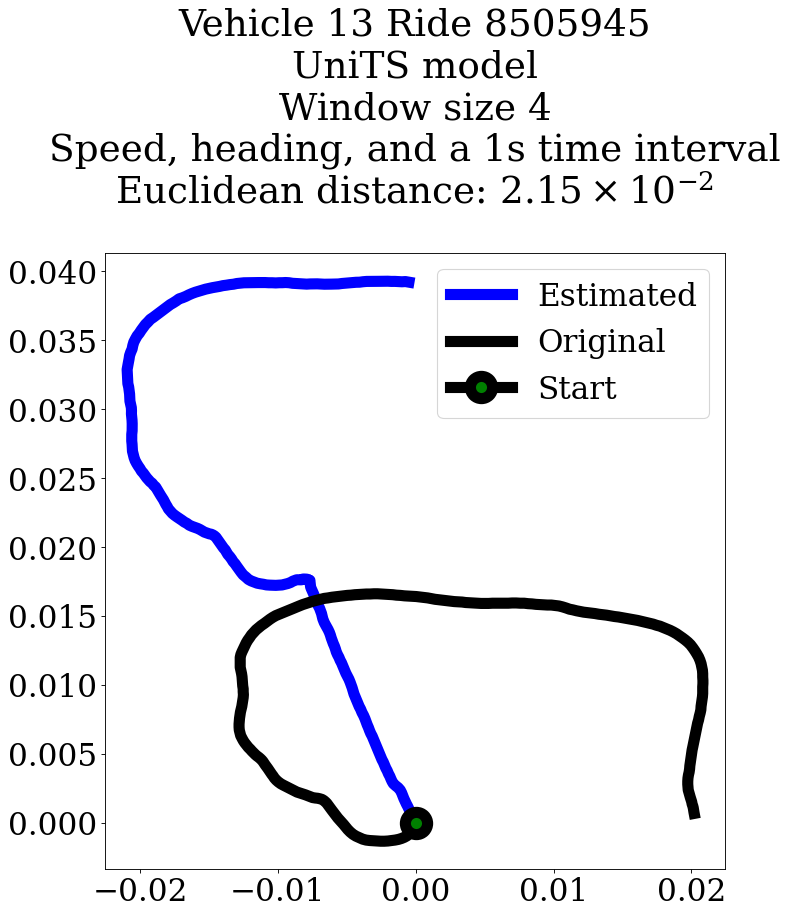 Vehicle 13 Ride 8505945
UniTS model
Window size 4
Speed, heading, and a 1s time interval
Euclidean distance: 2.15 × 10⁻²
Estimated
Original
Start
0.040
0.035
0.030
0.025
0.020
0.015
0.010
0.005
0.000
−0.02 −0.01 0.00 0.01 0.02